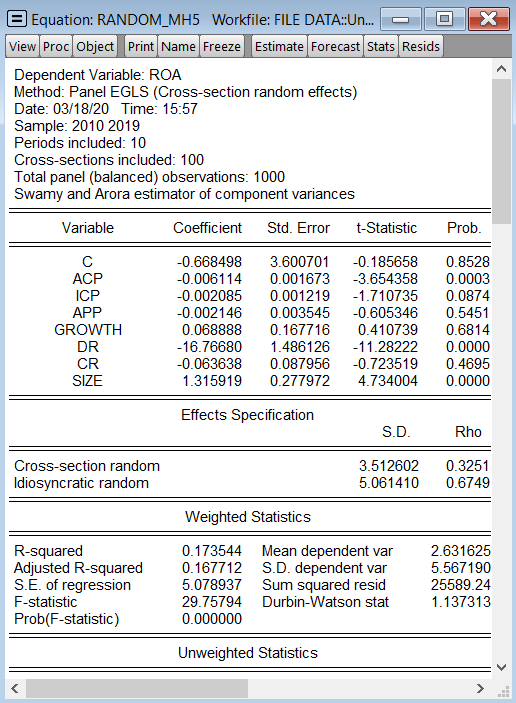 Equation: RANDOM_MH5 Workfile: FILE DATA::Un...
View Proc Object Print Name Freeze Estimate Forecast Stats Resids
Dependent Variable: ROA
Method: Panel EGLS (Cross-section random effects)
Date: 03/18/20 Time: 15:57
Sample: 2010 2019
Periods included: 10
Cross-sections included: 100
Total panel (balanced) observations: 1000
Swamy and Arora estimator of component variances
Variable Coefficient Std. Error t-Statistic Prob.
C -0.668498 3.600701 -0.185658 0.8528
ACP -0.006114 0.001673 -3.654358 0.0003
ICP -0.002085 0.001219 -1.710735 0.0874
APP -0.002146 0.003545 -0.605346 0.5451
GROWTH 0.068888 0.167716 0.410739 0.6814
DR -16.76680 1.486126 -11.28222 0.0000
CR -0.063638 0.087956 -0.723519 0.4695
SIZE 1.315919 0.277972 4.734004 0.0000
Effects Specification
S.D. Rho
Cross-section random 3.512602 0.3251
Idiosyncratic random 5.061410 0.6749
Weighted Statistics
R-squared 0.173544 Mean dependent var 2.631625
Adjusted R-squared 0.167712 S.D. dependent var 5.567190
S.E. of regression 5.078937 Sum squared resid 25589.24
F-statistic 29.75794 Durbin-Watson stat 1.137313
Prob(F-statistic) 0.000000
Unweighted Statistics